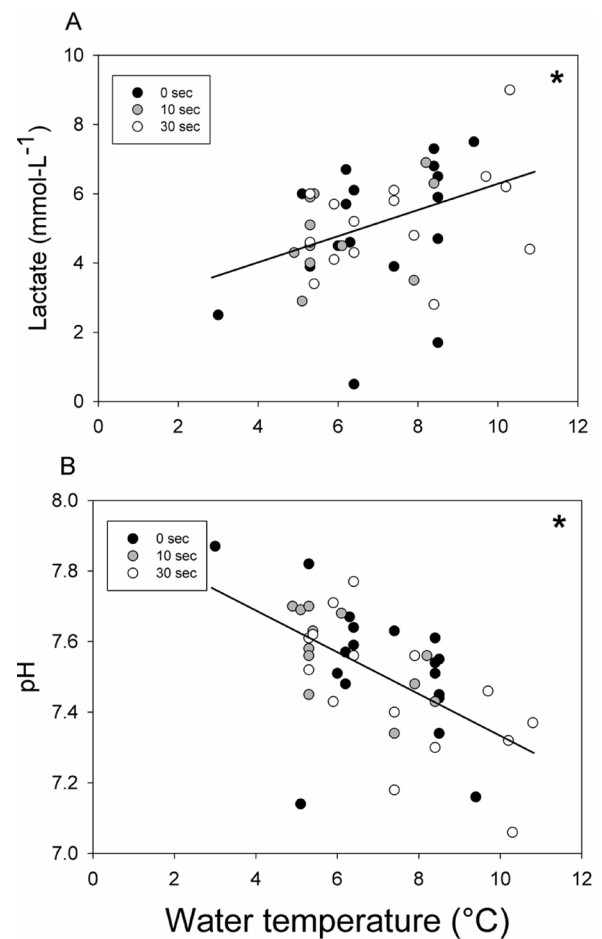 A
10
8
6
4
2
0
Lactate (mmol-L-1)
0 sec
10 sec
30 sec
*
0 2 4 6 8 10 12
B
8.0
7.8
7.6
7.4
7.2
7.0
pH
0 sec
10 sec
30 sec
*
0 2 4 6 8 10 12
Water temperature (°C)